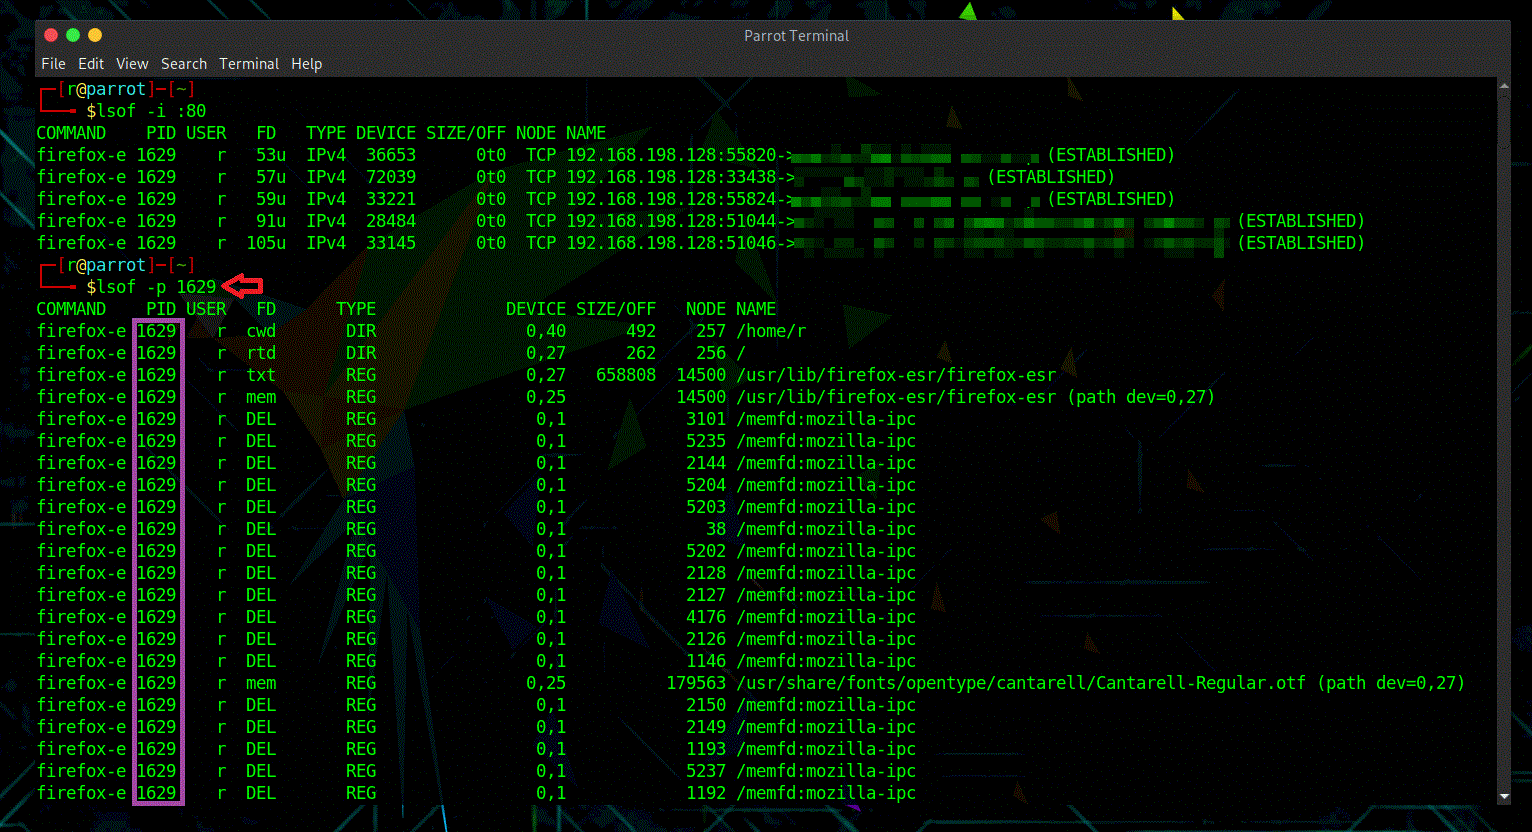 Parrot Terminal
File Edit View Search Terminal Help
┌─[r@parrot]─[~]
└──╼ $lsof -i :80
COMMAND    PID USER   FD   TYPE DEVICE SIZE/OFF NODE NAME
firefox-e 1629    r   53u  IPv4  36653      0t0  TCP 192.168.198.128:55820-> (ESTABLISHED)
firefox-e 1629    r   57u  IPv4  72039      0t0  TCP 192.168.198.128:33438-> (ESTABLISHED)
firefox-e 1629    r   59u  IPv4  33221      0t0  TCP 192.168.198.128:55824-> (ESTABLISHED)
firefox-e 1629    r   91u  IPv4  28484      0t0  TCP 192.168.198.128:51044-> (ESTABLISHED)
firefox-e 1629    r  105u  IPv4  33145      0t0  TCP 192.168.198.128:51046-> (ESTABLISHED)
┌─[r@parrot]─[~]
└──╼ $lsof -p 1629
COMMAND    PID USER   FD      TYPE             DEVICE SIZE/OFF   NODE NAME
firefox-e 1629    r  cwd       DIR               0,40      492    257 /home/r
firefox-e 1629    r  rtd       DIR               0,27      262    256 /
firefox-e 1629    r  txt       REG               0,27   658808  14500 /usr/lib/firefox-esr/firefox-esr
firefox-e 1629    r  mem       REG               0,25           14500 /usr/lib/firefox-esr/firefox-esr (path dev=0,27)
firefox-e 1629    r  DEL       REG                0,1            3101 /memfd:mozilla-ipc
firefox-e 1629    r  DEL       REG                0,1            5235 /memfd:mozilla-ipc
firefox-e 1629    r  DEL       REG                0,1            2144 /memfd:mozilla-ipc
firefox-e 1629    r  DEL       REG                0,1            5204 /memfd:mozilla-ipc
firefox-e 1629    r  DEL       REG                0,1            5203 /memfd:mozilla-ipc
firefox-e 1629    r  DEL       REG                0,1              38 /memfd:mozilla-ipc
firefox-e 1629    r  DEL       REG                0,1            5202 /memfd:mozilla-ipc
firefox-e 1629    r  DEL       REG                0,1            2128 /memfd:mozilla-ipc
firefox-e 1629    r  DEL       REG                0,1            2127 /memfd:mozilla-ipc
firefox-e 1629    r  DEL       REG                0,1            4176 /memfd:mozilla-ipc
firefox-e 1629    r  DEL       REG                0,1            2126 /memfd:mozilla-ipc
firefox-e 1629    r  DEL       REG                0,1            1146 /memfd:mozilla-ipc
firefox-e 1629    r  mem       REG               0,25          179563 /usr/share/fonts/opentype/cantarell/Cantarell-Regular.otf (path dev=0,27)
firefox-e 1629    r  DEL       REG                0,1            2150 /memfd:mozilla-ipc
firefox-e 1629    r  DEL       REG                0,1            2149 /memfd:mozilla-ipc
firefox-e 1629    r  DEL       REG                0,1            1193 /memfd:mozilla-ipc
firefox-e 1629    r  DEL       REG                0,1            5237 /memfd:mozilla-ipc
firefox-e 1629    r  DEL       REG                0,1            1192 /memfd:mozilla-ipc